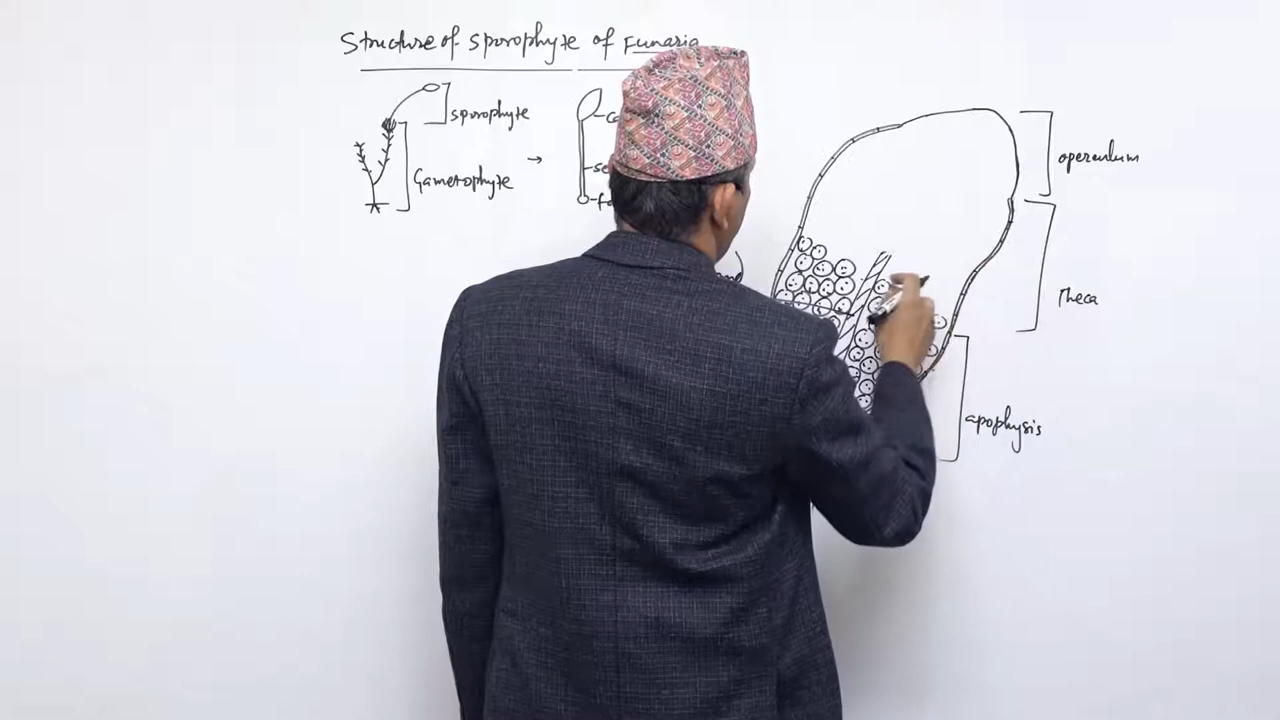 Structure of Sporophyte of Funaria
sporophyte
Gametophyte
operculum
Theca
apophysis